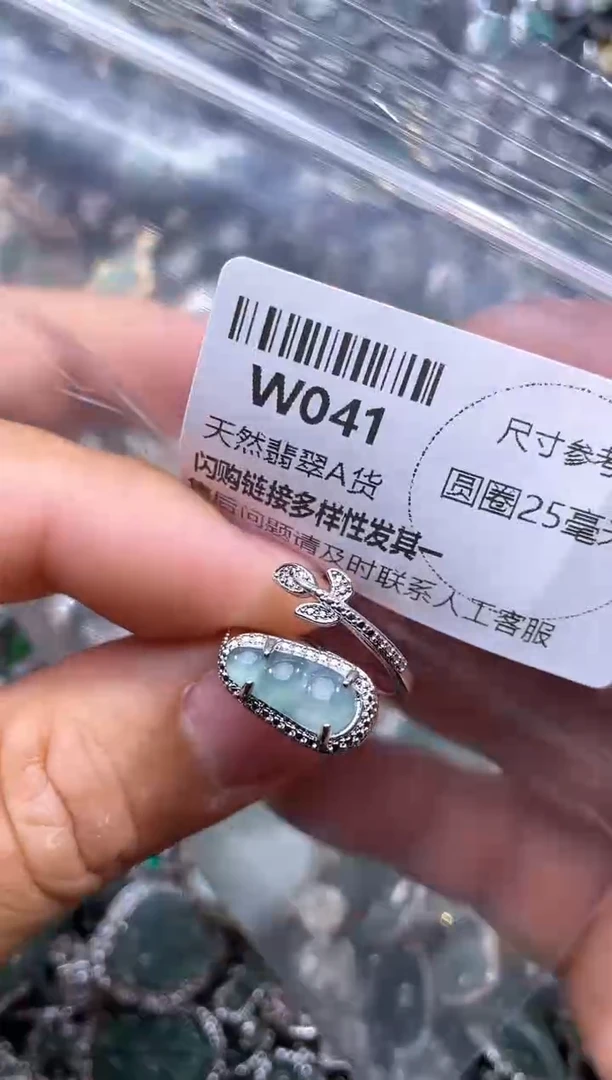 W041
天然翡翠A货
闪购链接多样性发其一
后问题请及时联系人工客服
尺寸参考
圆圈25毫米